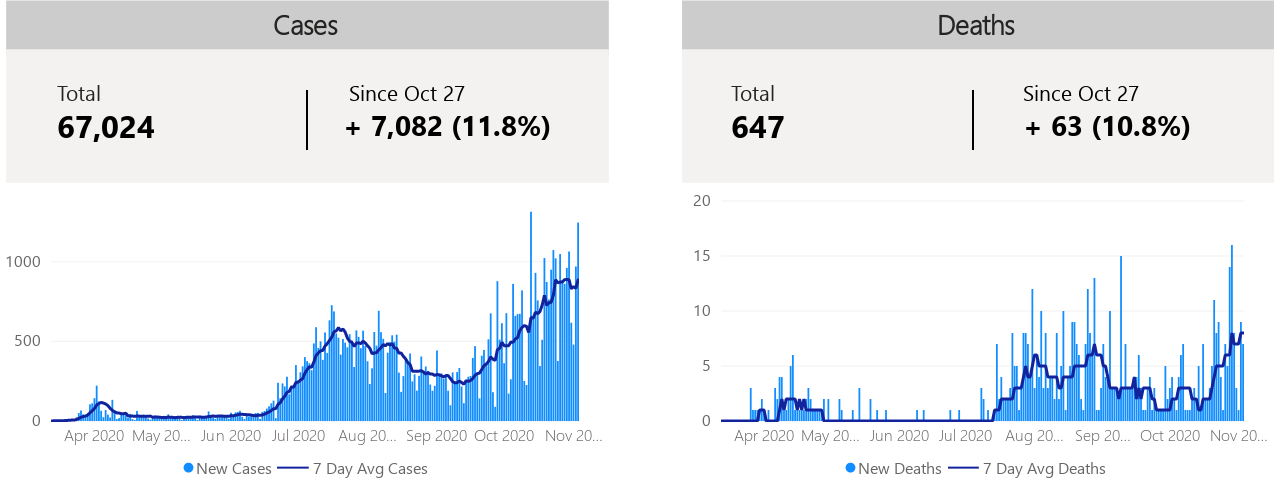 Cases
Total
67,024
Since Oct 27
+ 7,082 (11.8%)
1000
500
0
Apr 2020 May 20... Jun 2020 Jul 2020 Aug 20... Sep 2020 Oct 2020 Nov 20...
New Cases 7 Day Avg Cases
Deaths
Total
647
Since Oct 27
+ 63 (10.8%)
20
15
10
5
0
Apr 2020 May 20... Jun 2020 Jul 2020 Aug 20... Sep 20... Oct 2020 Nov 20...
New Deaths 7 Day Avg Deaths